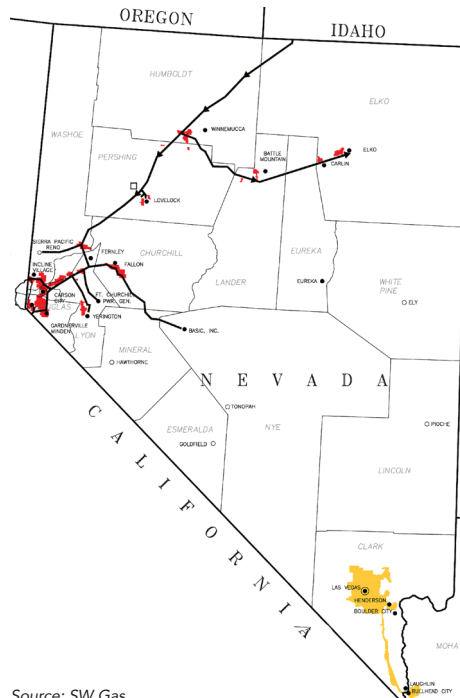 OREGON
IDAHO
HUMBOLDT
ELKO
WASHOE
WINNEMUCCA
PERSHING
BATTLE
MOUNTAIN
ELKO
CARLIN
LOVELOCK
SIERRA PACIFIC
RENO
FERNLEY
CHURCHILL
EUREKA
INCLINE
VILLAGE
FALLON
LANDER
EUREKA
WHITE
PINE
CARSON
CITY
FT. CHURCHILL
PWR. GEN.
ELY
GLAS
GARDNERVILLE
MINDEN
YERINGTON
LYON
BASIC, INC.
MINERAL
HAWTHORNE
NEVADA
TONOPAH
CALIFORNIA
ESMERALDA
NYE
PIOCHE
GOLDFIELD
LINCOLN
CLARK
LAS VEGAS
HENDERSON
BOULDER CITY
MOHA
LAUGHLIN
BULLHEAD CITY
Source: SW Gas